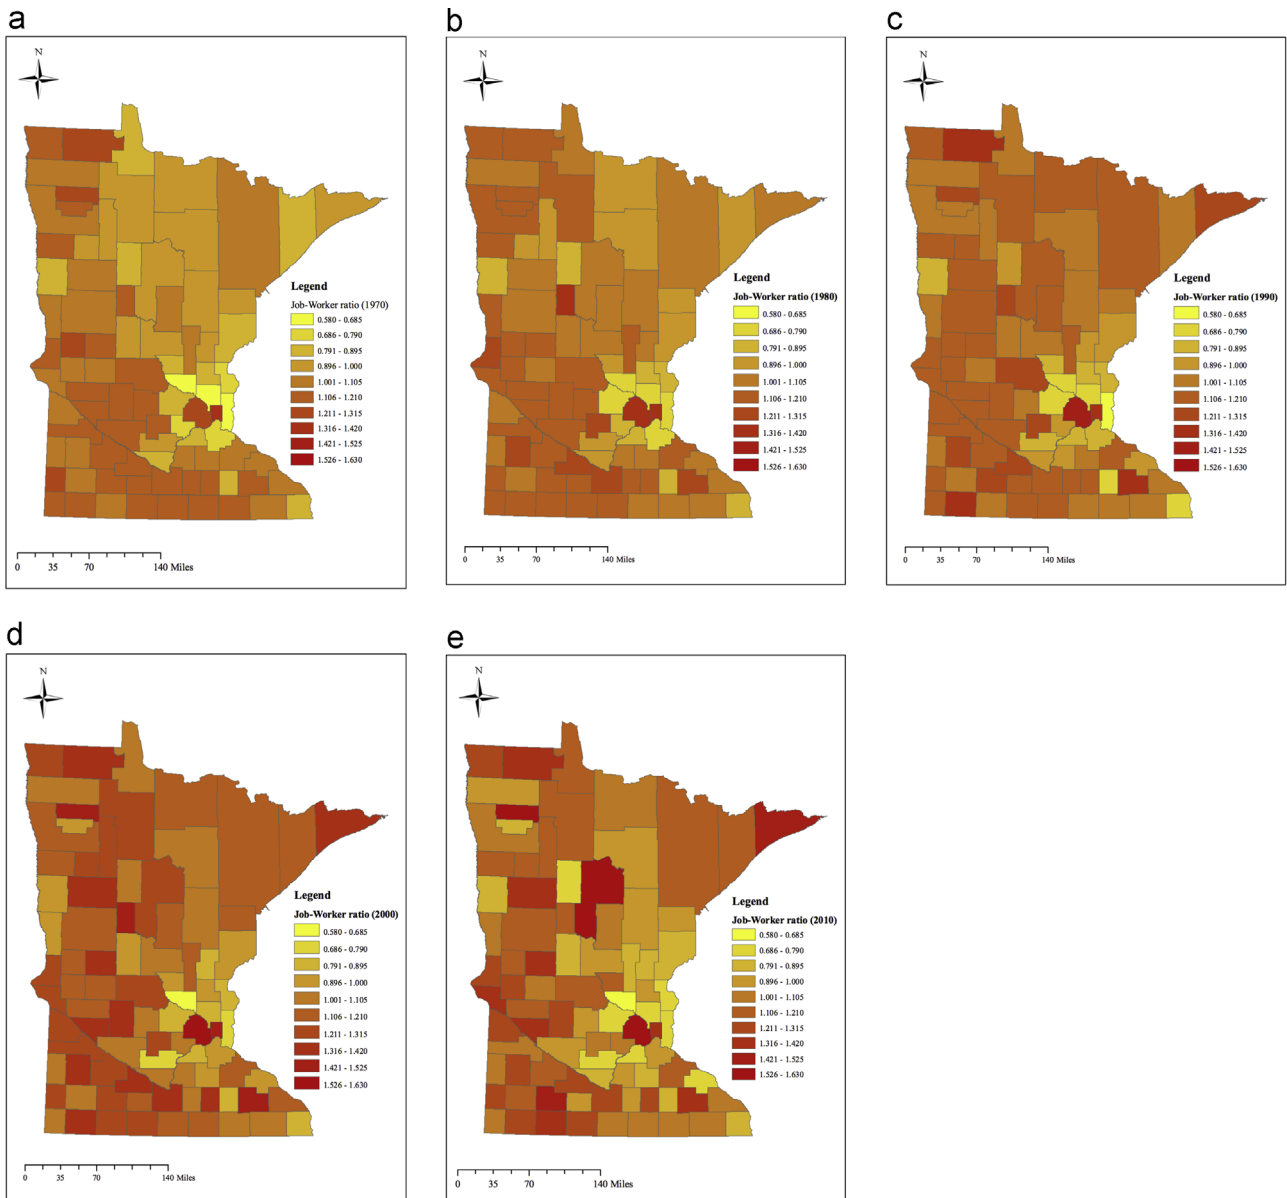 a
N
Legend
Job-Worker ratio (1970)
0.580 - 0.685
0.686 - 0.790
0.791 - 0.895
0.896 - 1.000
1.001 - 1.105
1.106 - 1.210
1.211 - 1.315
1.316 - 1.420
1.421 - 1.525
1.526 - 1.630
0 35 70 140 Miles
b
N
Legend
Job-Worker ratio (1980)
0.580 - 0.685
0.686 - 0.790
0.791 - 0.895
0.896 - 1.000
1.001 - 1.105
1.106 - 1.210
1.211 - 1.315
1.316 - 1.420
1.421 - 1.525
1.526 - 1.630
0 35 70 140 Miles
c
N
Legend
Job-Worker ratio (1990)
0.580 - 0.685
0.686 - 0.790
0.791 - 0.895
0.896 - 1.000
1.001 - 1.105
1.106 - 1.210
1.211 - 1.315
1.316 - 1.420
1.421 - 1.525
1.526 - 1.630
0 35 70 140 Miles
d
N
Legend
Job-Worker ratio (2000)
0.580 - 0.685
0.686 - 0.790
0.791 - 0.895
0.896 - 1.000
1.001 - 1.105
1.106 - 1.210
1.211 - 1.315
1.316 - 1.420
1.421 - 1.525
1.526 - 1.630
0 35 70 140 Miles
e
N
Legend
Job-Worker ratio (2010)
0.580 - 0.685
0.686 - 0.790
0.791 - 0.895
0.896 - 1.000
1.001 - 1.105
1.106 - 1.210
1.211 - 1.315
1.316 - 1.420
1.421 - 1.525
1.526 - 1.630
0 35 70 140 Miles